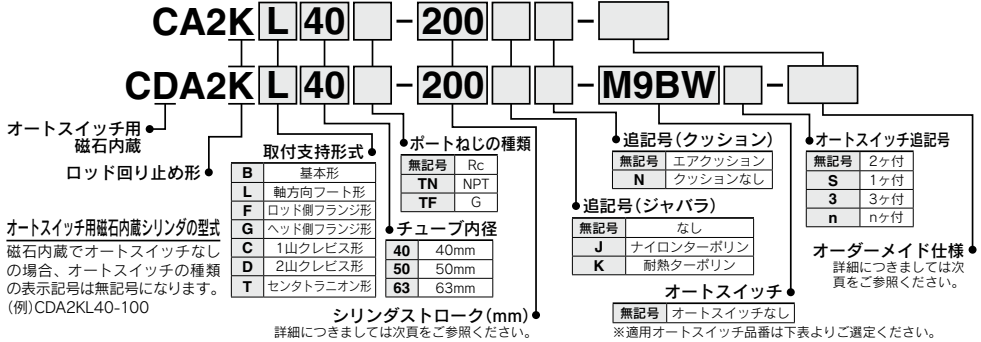 CA2K L 40 - 200 -
CDA2K L 40 - 200 - M9BW -
オートスイッチ用
磁石内蔵
ロッド回り止め形
オートスイッチ用磁石内蔵シリンダの型式
磁石内蔵でオートスイッチなし
の場合、オートスイッチの種類
の表示記号は無記号になります。
(例)CDA2KL40-100
取付支持形式
B 基本形
L 軸方向フート形
F ロッド側フランジ形
G ヘッド側フランジ形
C 1山クレビス形
D 2山クレビス形
T センタトラニオン形
ポートねじの種類
無記号 Rc
TN NPT
TF G
チューブ内径
40 40mm
50 50mm
63 63mm
シリンダストローク(mm)
詳細につきましては次頁をご参照ください。
追記号(クッション)
無記号 エアクッション
N クッションなし
追記号(ジャバラ)
無記号 なし
J ナイロンターポリン
K 耐熱ターポリン
オートスイッチ
無記号 オートスイッチなし
※適用オートスイッチ品番は下表よりご選定ください。
オートスイッチ追記号
無記号 2ヶ付
S 1ヶ付
3 3ヶ付
n nヶ付
オーダーメイド仕様
詳細につきましては次
頁をご参照ください。